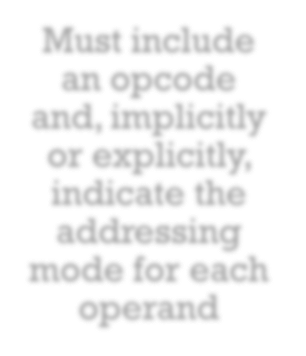 Must include
an opcode
and, implicitly
or explicitly,
indicate the
addressing
mode for each
operand